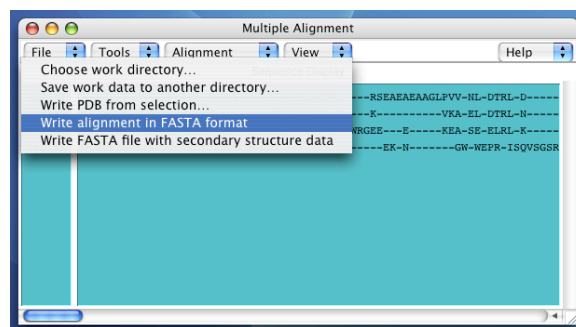 Multiple Alignment
File Tools Alignment View Help
Choose work directory...
Save work data to another directory...
Write PDB from selection...
Write alignment in FASTA format
Write FASTA file with secondary structure data
--RSEAEAEAAGLPVV-NL-DTRL-D-----
--K-------VKA-EL-DTRL-N-----
WRGEE---E-----KEA-SE-ELRL-K-----
---EK-N-------GW-WEPR-ISQVSGSR